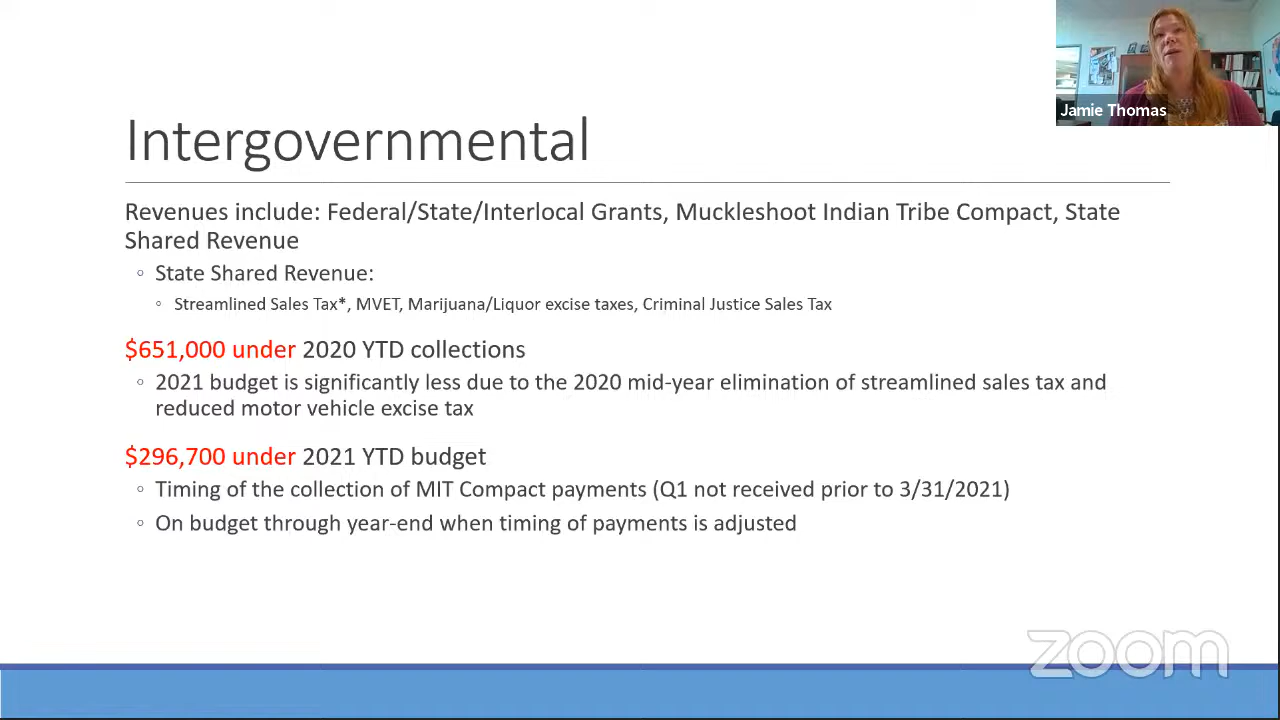 Jamie Thomas
Intergovernmental
Revenues include: Federal/State/Interlocal Grants, Muckleshoot Indian Tribe Compact, State
Shared Revenue
◦ State Shared Revenue:
◦ Streamlined Sales Tax*, MVET, Marijuana/Liquor excise taxes, Criminal Justice Sales Tax
$651,000 under 2020 YTD collections
◦ 2021 budget is significantly less due to the 2020 mid-year elimination of streamlined sales tax and
reduced motor vehicle excise tax
$296,700 under 2021 YTD budget
◦ Timing of the collection of MIT Compact payments (Q1 not received prior to 3/31/2021)
◦ On budget through year-end when timing of payments is adjusted
zoom